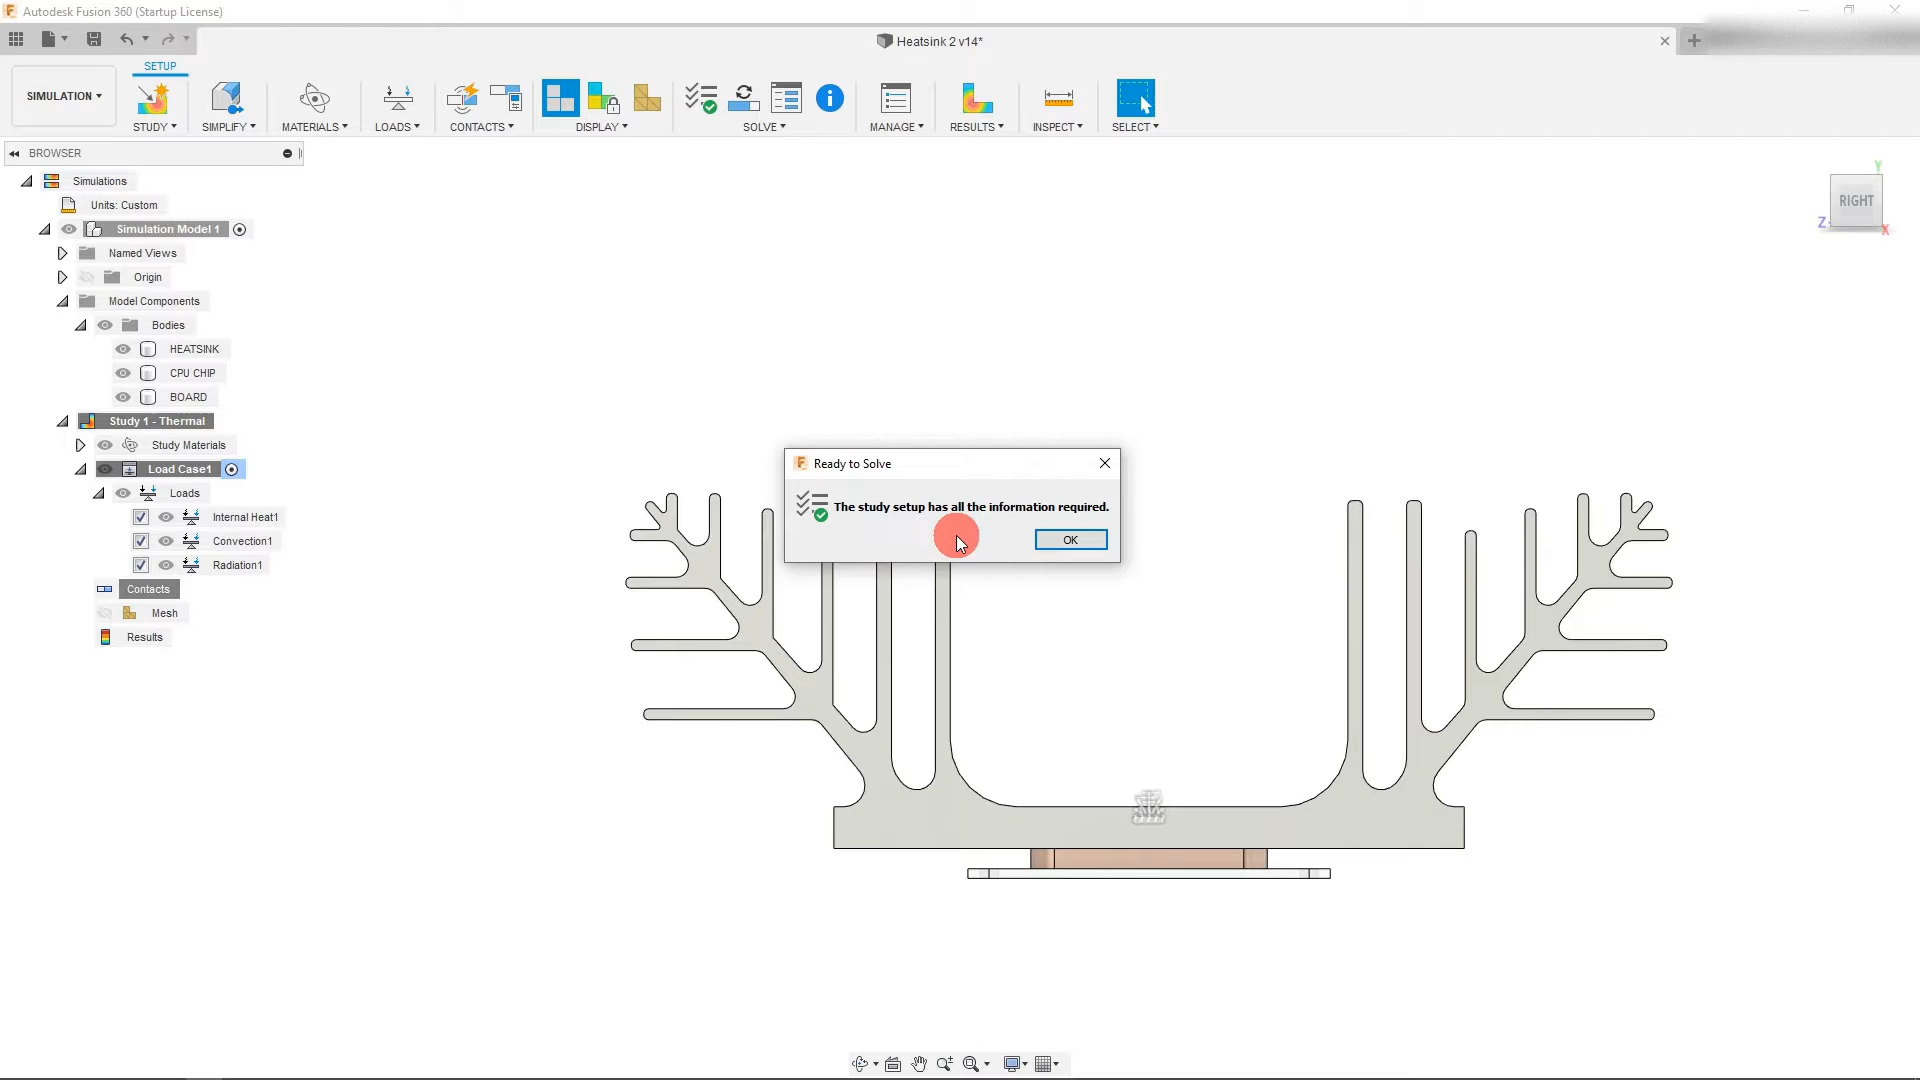 Autodesk Fusion 360 (Startup License)
Heatsink 2 v14*
SETUP
SIMULATION
STUDY
SIMPLIFY
MATERIALS
LOADS
CONTACTS
DISPLAY
SOLVE
MANAGE
RESULTS
INSPECT
SELECT
BROWSER
Simulations
Units: Custom
Simulation Model 1
Named Views
Origin
Model Components
Bodies
HEATSINK
CPU CHIP
BOARD
Study 1 - Thermal
Study Materials
Load Case1
Loads
Internal Heat1
Convection1
Radiation1
Contacts
Mesh
Results
Ready to Solve
The study setup has all the information required.
OK
Y
RIGHT
Z
X